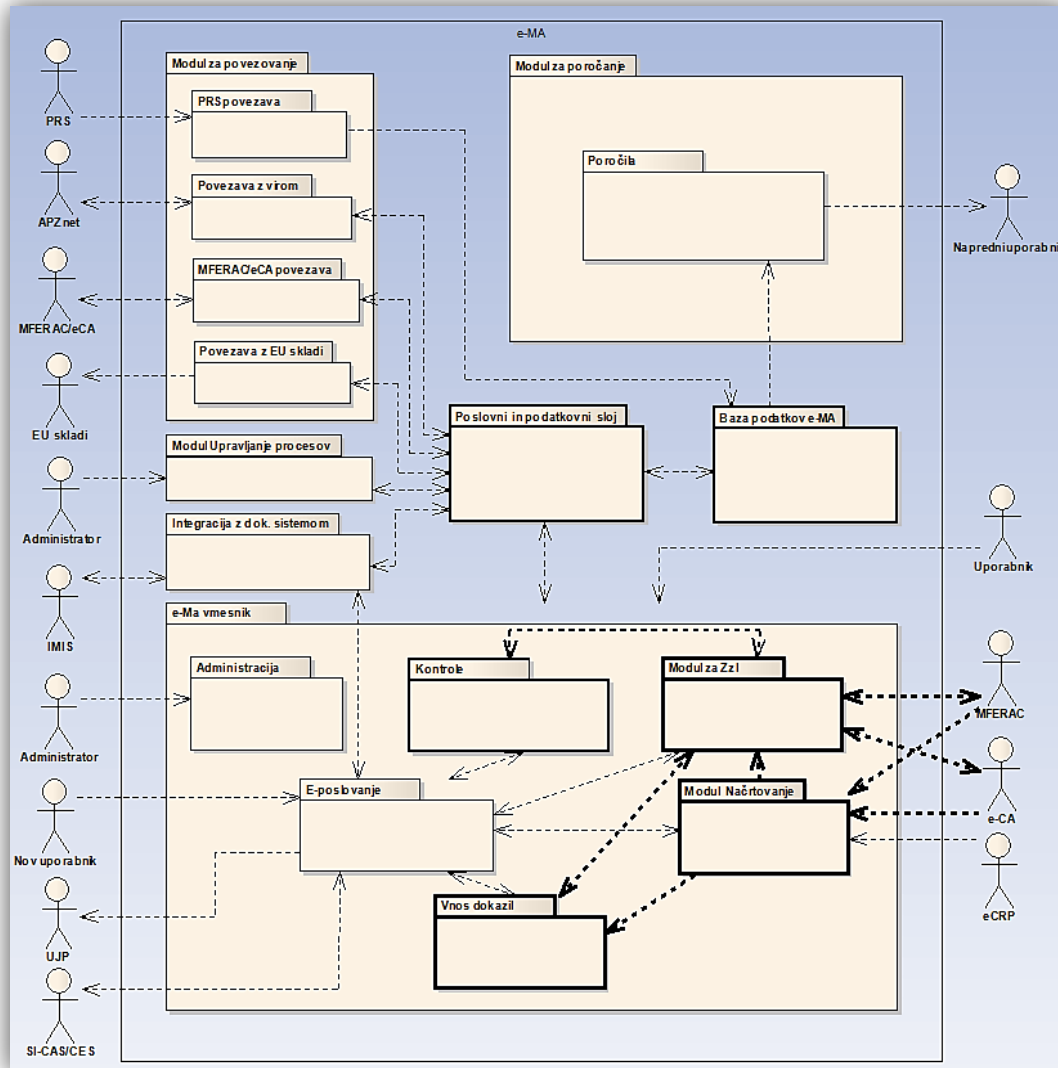 e-MA
Modul za povezovanje
Modul za poročanje
PRS povezava
PRS
Poročila
Povezava z virom
APZnet
Napredni uporabni
MFERAC/eCA povezava
MFERAC/eCA
Povezava z EU skladi
EU skladi
Poslovni in podatkovni sloj
Baza podatkov e-MA
Modul Upravljanje procesov
Administrator
Integracija z dok. sistemom
Uporabnik
IMIS
e-Ma vmesnik
Administracija
Kontrole
Modul za ZzI
MFERAC
Administrator
E-poslovanje
Modul Načrtovanje
e-CA
Nov uporabnik
Vnos dokazil
eCRP
UJP
SI-CAS/CES